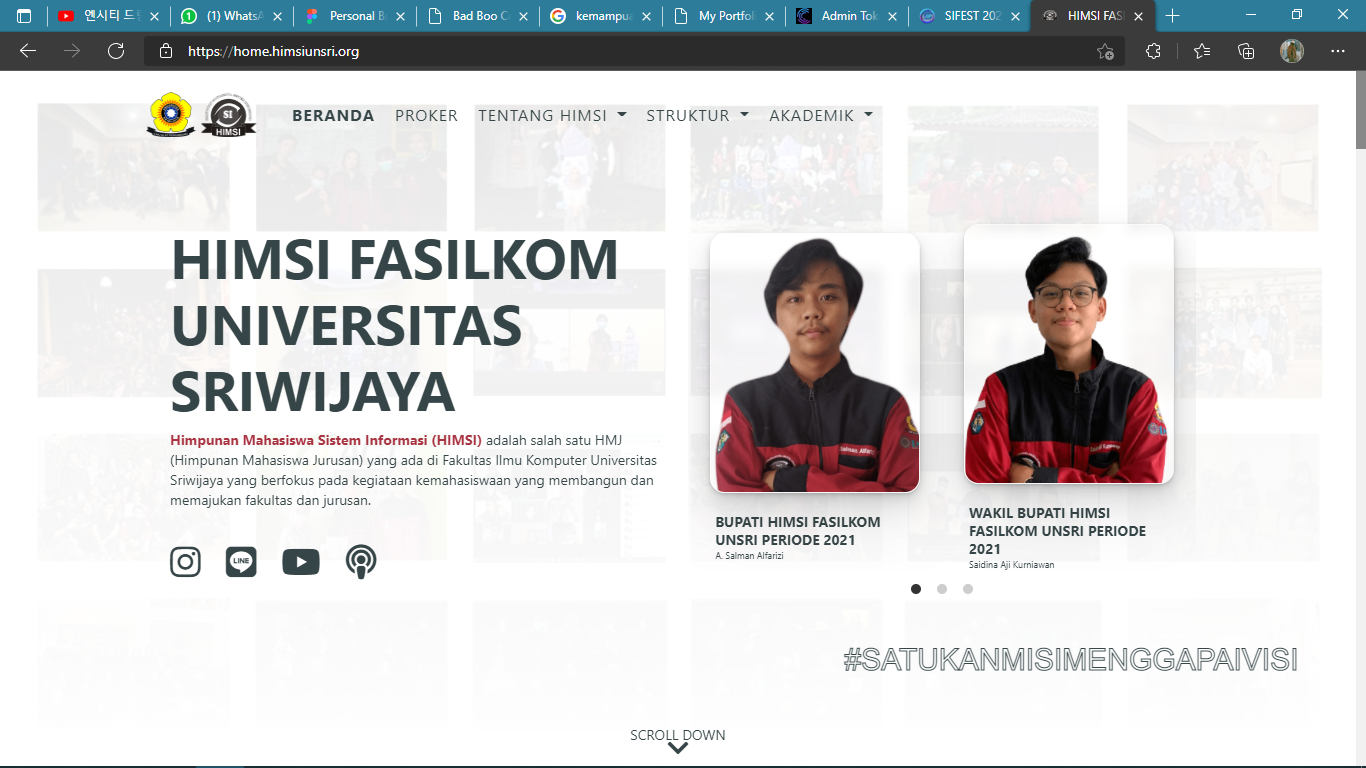 엔시티 드림
(1) WhatsA
Personal B
Bad Boo C
kemampua
My Portfol
Admin Tok
SIFEST 202
HIMSI FASI
https://home.himsiunsri.org
SI
HIMSI
BERANDA PROKER TENTANG HIMSI STRUKTUR AKADEMIK
HIMSI FASILKOM
UNIVERSITAS
SRIWIJAYA
Himpunan Mahasiswa Sistem Informasi (HIMSI) adalah salah satu HMJ
(Himpunan Mahasiswa Jurusan) yang ada di Fakultas Ilmu Komputer Universitas
Sriwijaya yang berfokus pada kegiataan kemahasiswaan yang membangun dan
memajukan fakultas dan jurusan.
LINE
Salman Alfarizi
BUPATI HIMSI FASILKOM
UNSRI PERIODE 2021
A. Salman Alfarizi
WAKIL BUPATI HIMSI
FASILKOM UNSRI PERIODE
2021
Saidina Aji Kurniawan
#SATUKANMISIMENGGAPAIVISI
SCROLL DOWN